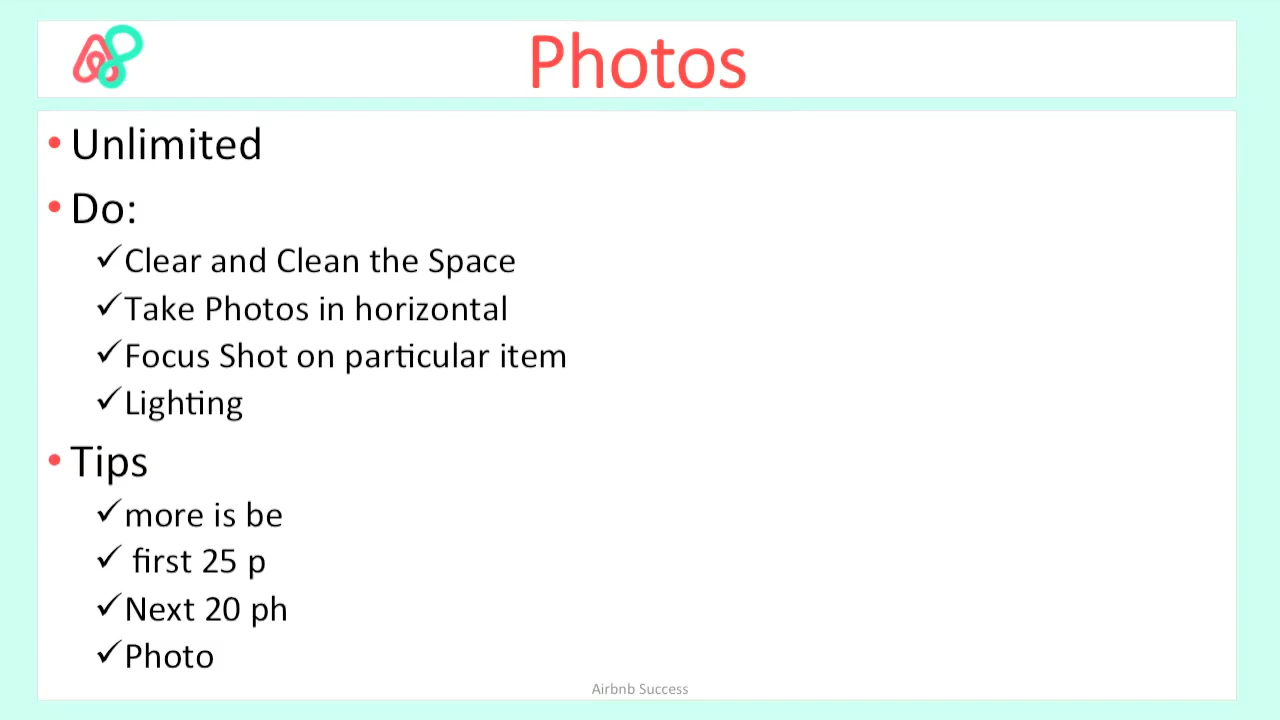 Photos
• Unlimited
• Do:
✓ Clear and Clean the Space
✓ Take Photos in horizontal
✓ Focus Shot on particular item
✓ Lighting
• Tips
✓ more is be
✓ first 25 p
✓ Next 20 ph
✓ Photo
Airbnb Success